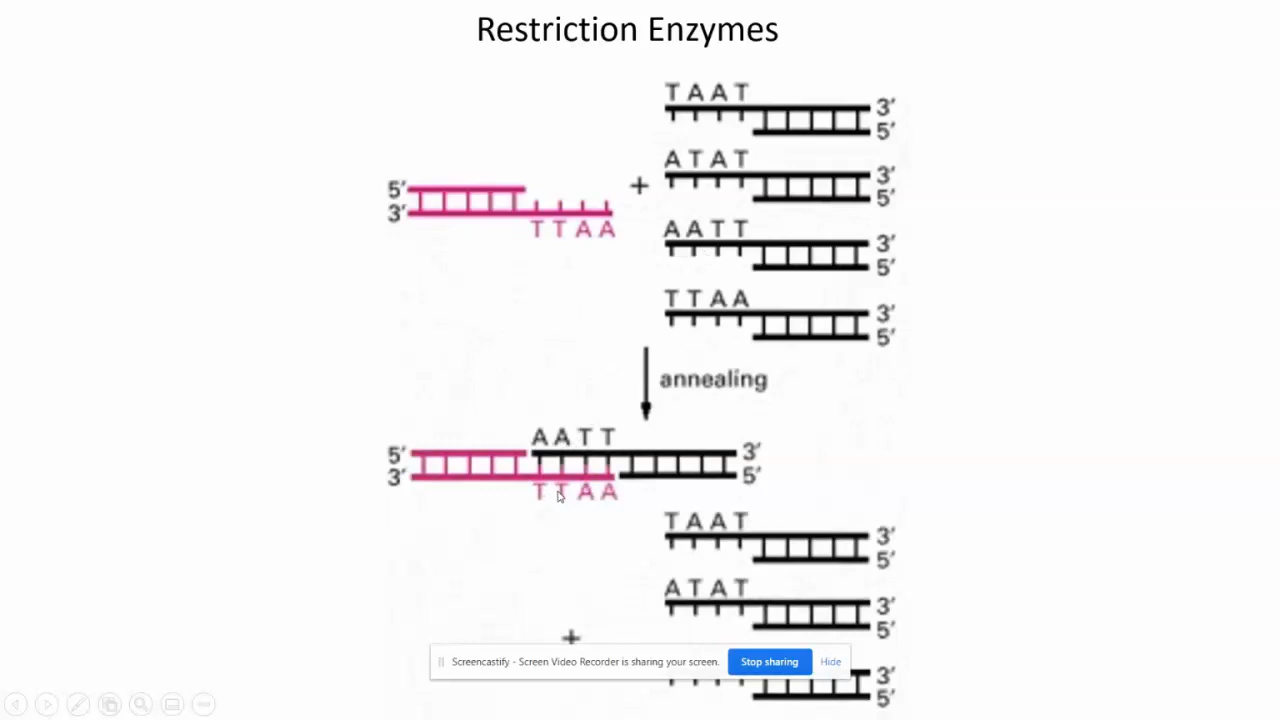 Restriction Enzymes
TAAT
3′
5′
ATAT
3′
5′
5′
3′
TTAA
+
AATT
3′
5′
TTAA
3′
5′
annealing
AATT
5′
3′
3′
5′
TTAA
TAAT
3′
5′
ATAT
3′
5′
+
Screencastify - Screen Video Recorder is sharing your screen. Stop sharing Hide
3′
5′